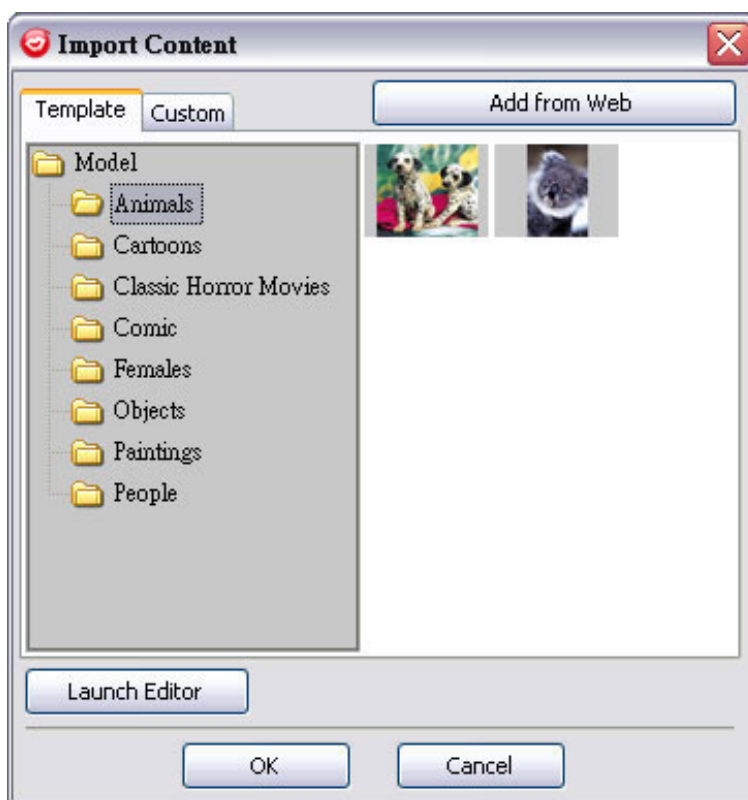 Import Content
Template
Custom
Add from Web
Model
Animals
Cartoons
Classic Horror Movies
Comic
Females
Objects
Paintings
People
Launch Editor
OK
Cancel